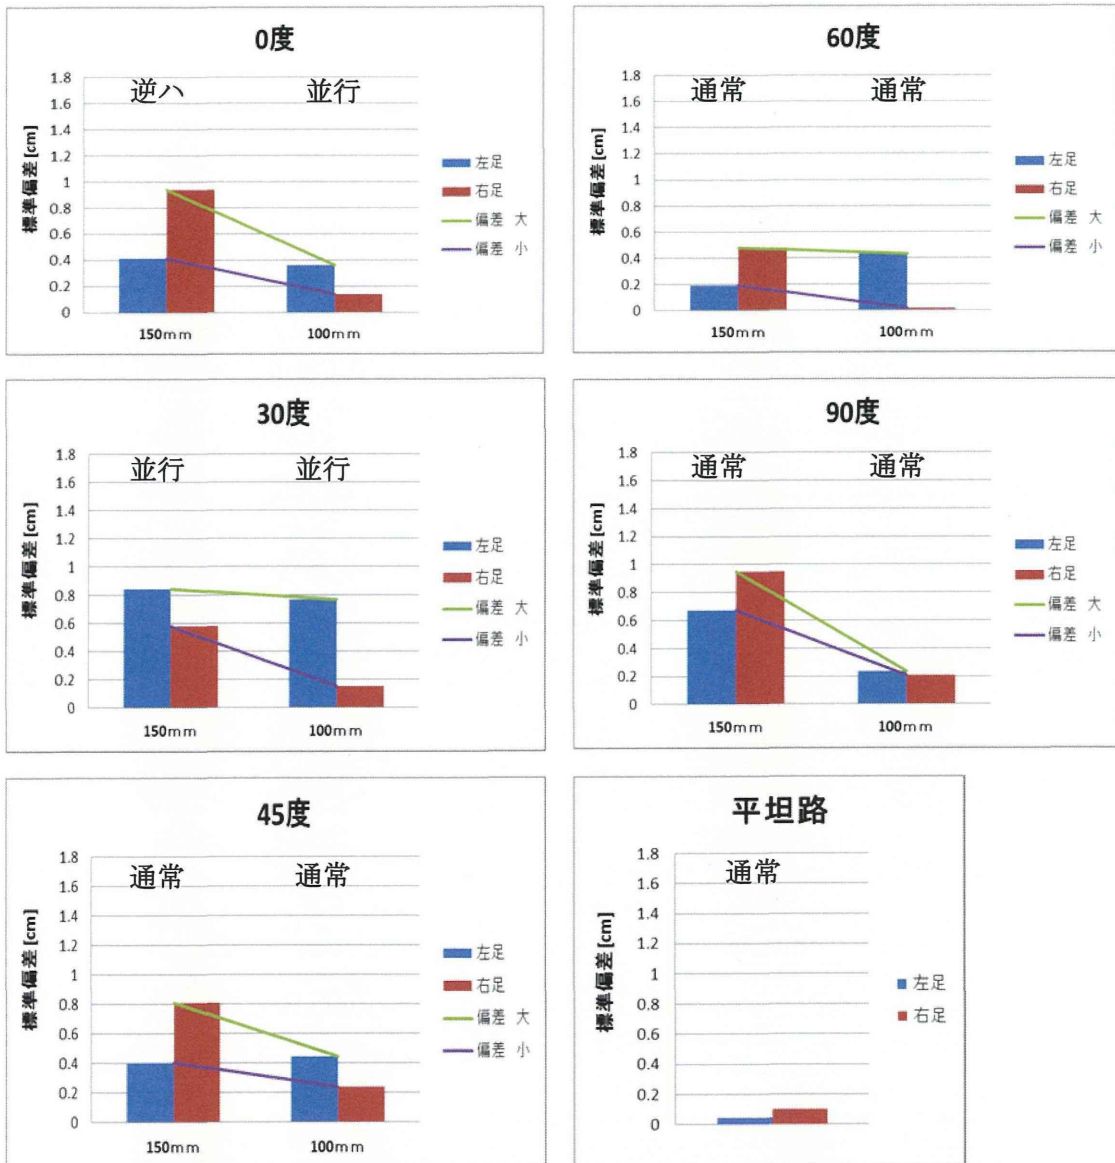 0度
逆ハ 並行
標準偏差 [cm]
1.8
1.6
1.4
1.2
1
0.8
0.6
0.4
0.2
0
150mm 100mm
左足
右足
偏差 大
偏差 小
60度
通常 通常
標準偏差 [cm]
1.8
1.6
1.4
1.2
1
0.8
0.6
0.4
0.2
0
150mm 100mm
左足
右足
偏差 大
偏差 小
30度
並行 並行
標準偏差 [cm]
1.8
1.6
1.4
1.2
1
0.8
0.6
0.4
0.2
0
150mm 100mm
左足
右足
偏差 大
偏差 小
90度
通常 通常
標準偏差 [cm]
1.8
1.6
1.4
1.2
1
0.8
0.6
0.4
0.2
0
150mm 100mm
左足
右足
偏差 大
偏差 小
45度
通常 通常
標準偏差 [cm]
1.8
1.6
1.4
1.2
1
0.8
0.6
0.4
0.2
0
150mm 100mm
左足
右足
偏差 大
偏差 小
平坦路
通常
標準偏差 [cm]
1.8
1.6
1.4
1.2
1
0.8
0.6
0.4
0.2
0
左足
右足